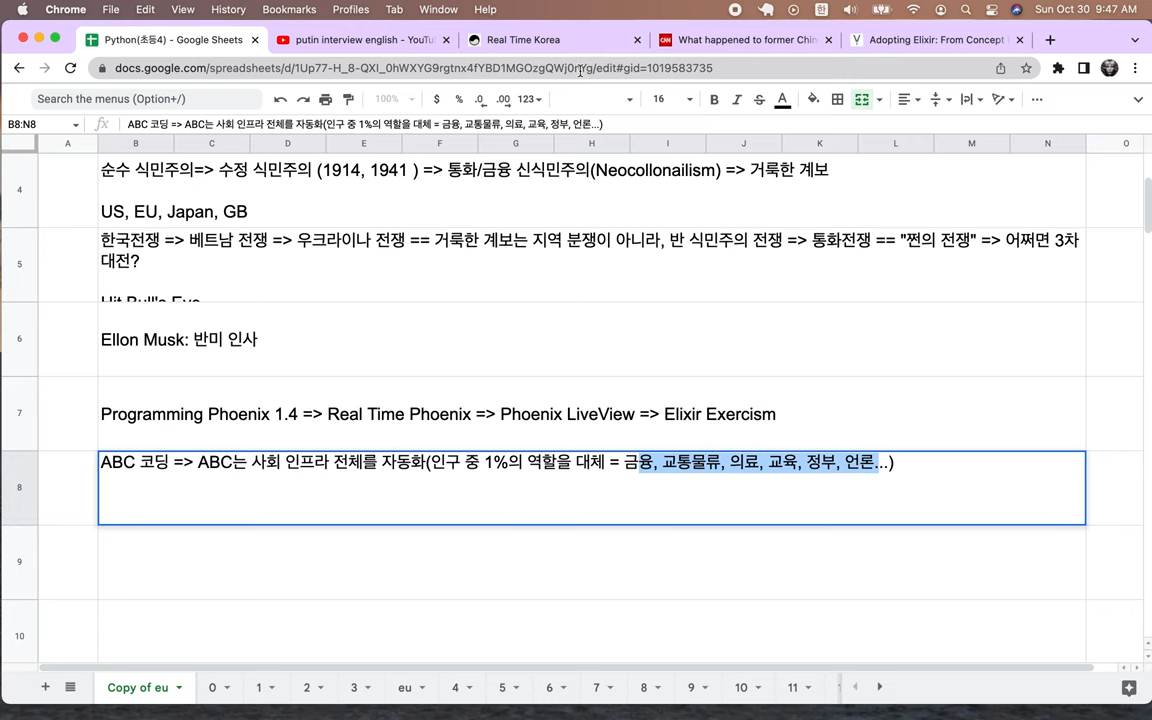 Chrome File Edit View History Bookmarks Profiles Tab Window Help Sun Oct 30 9:47 AM
Python(초등4) - Google Sheets
putin interview english - YouTu
Real Time Korea
What happened to former Chin
Adopting Elixir: From Concept
docs.google.com/spreadsheets/d/1Up77-H_8-QXI_0hWXYG9rgtnx4fYBD1MGOzgQWj0nYg/edit#gid=1019583735
Search the menus (Option+/) 100% $ % .0 .00 123 16 B I S A
B8:N8 fx ABC 코딩 => ABC는 사회 인프라 전체를 자동화(인구 중 1%의 역할을 대체 = 금융, 교통물류, 의료, 교육, 정부, 언론...)
A B C D E F G H I J K L M N O
4 순수 식민주의=> 수정 식민주의 (1914, 1941 ) => 통화/금융 신식민주의(Neocollonailism) => 거룩한 계보
US, EU, Japan, GB
5 한국전쟁 => 베트남 전쟁 => 우크라이나 전쟁 == 거룩한 계보는 지역 분쟁이 아니라, 반 식민주의 전쟁 => 통화전쟁 == "쩐의 전쟁" => 어쩌면 3차
대전?
Hit Bull's Eye
6 Ellon Musk: 반미 인사
7 Programming Phoenix 1.4 => Real Time Phoenix => Phoenix LiveView => Elixir Exercism
8 ABC 코딩 => ABC는 사회 인프라 전체를 자동화(인구 중 1%의 역할을 대체 = 금융, 교통물류, 의료, 교육, 정부, 언론...)
9
10
Copy of eu 0 1 2 3 eu 4 5 6 7 8 9 10 11